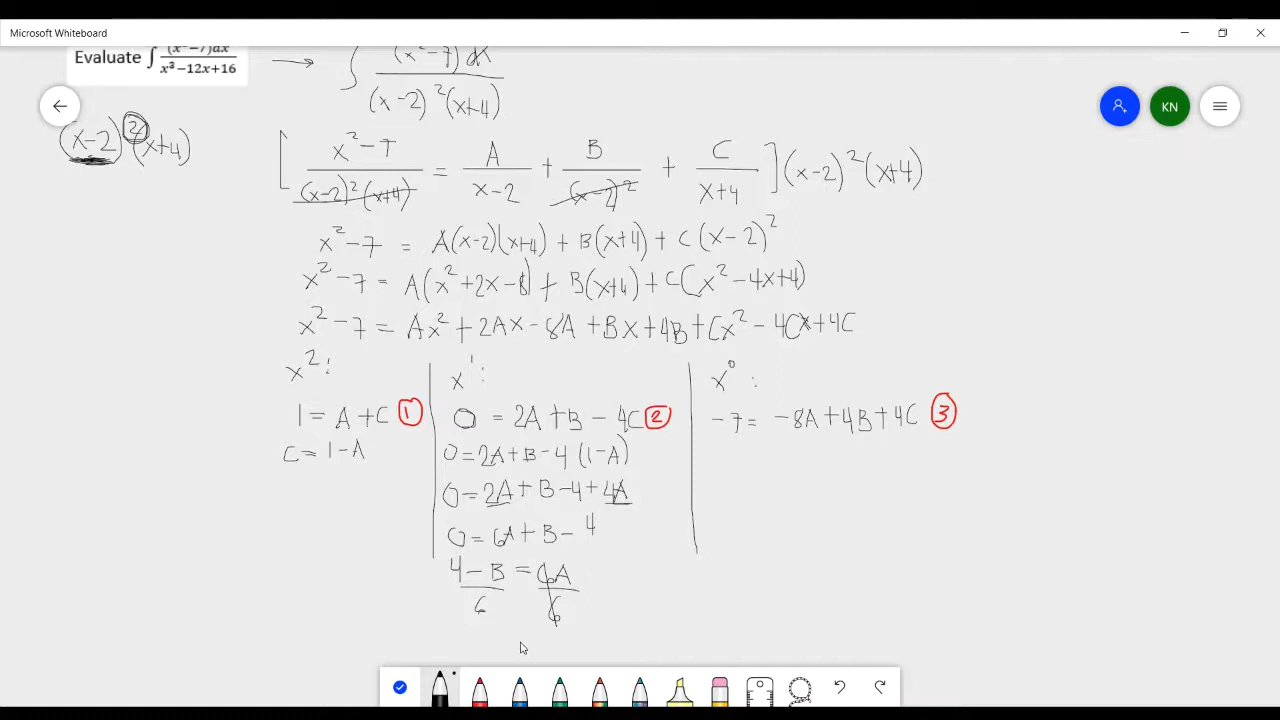 Microsoft Whiteboard
Evaluate ∫ (x²−7)dx / x³−12x+16 → ∫ (x²−7)dx / (x−2)²(x+4)
KN
(x−2)²(x+4)
[ x²−7 / (x−2)²(x+4) = A / x−2 + B / (x−2)² + C / x+4 ] (x−2)²(x+4)
x²−7 = A(x−2)(x+4) + B(x+4) + C(x−2)²
x²−7 = A(x²+2x−8) + B(x+4) + C(x²−4x+4)
x²−7 = Ax²+2Ax−8A+Bx+4B+Cx²−4Cx+4C
x²:
1 = A+C ①
C = 1−A
x¹:
0 = 2A+B−4C ②
0=2A+B−4(1−A)
0=2A+B−4+4A
0=6A+B−4
4−B / 6 = 6A / 6
x⁰:
−7= −8A+4B+4C ③